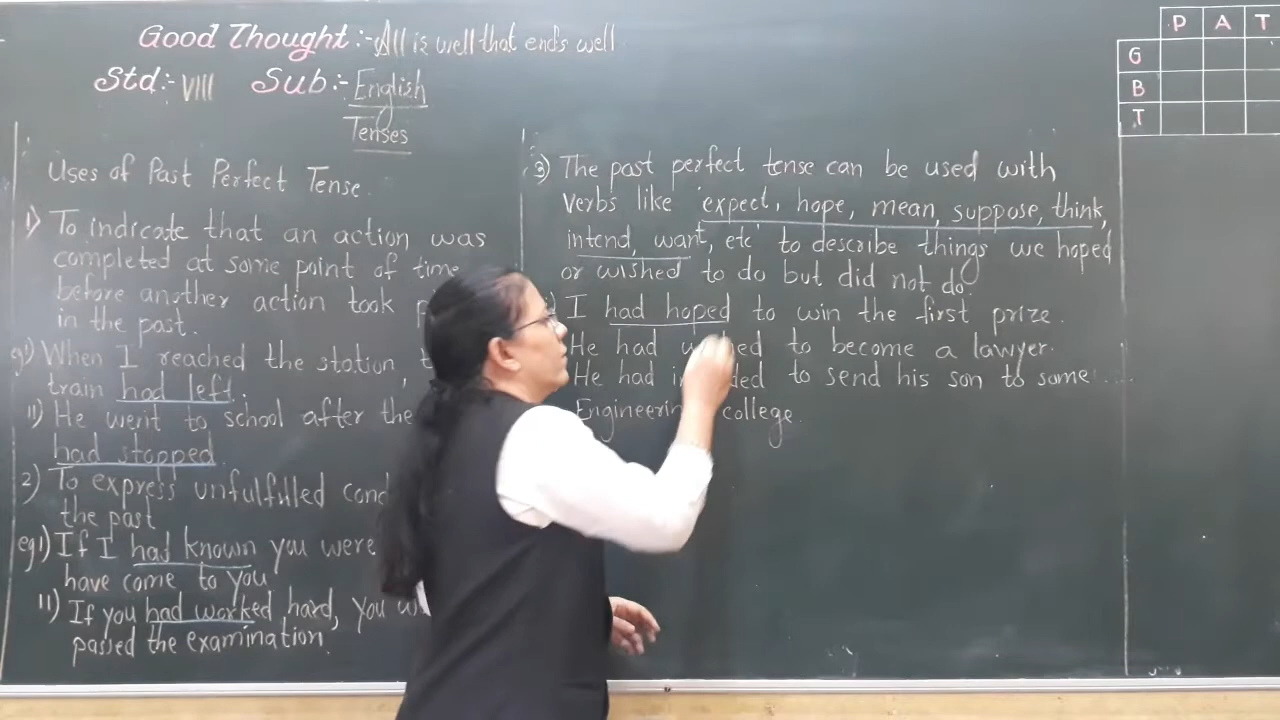 Good Thought :- All is well that ends well
Std :- VIII Sub :- English
Tenses
P A T
G
B
T
Uses of Past Perfect Tense.
1) To indicate that an action was
completed at some point of time
before another action took
in the past.
g1) When I reached the station,
train had left.
11) He went to school after the
had stopped
2) To express unfulfilled
the past
eg1) If I had known you were
have come to you
11) If you had worked hard, you
passed the examination.
3) The past perfect tense can be used with
verbs like 'expect, hope, mean, suppose, think,
intend, want, etc' to describe things we hoped
or wished to do but did not do.
I had hoped to win the first prize.
He had to become a lawyer.
He had to send his son to some
college.